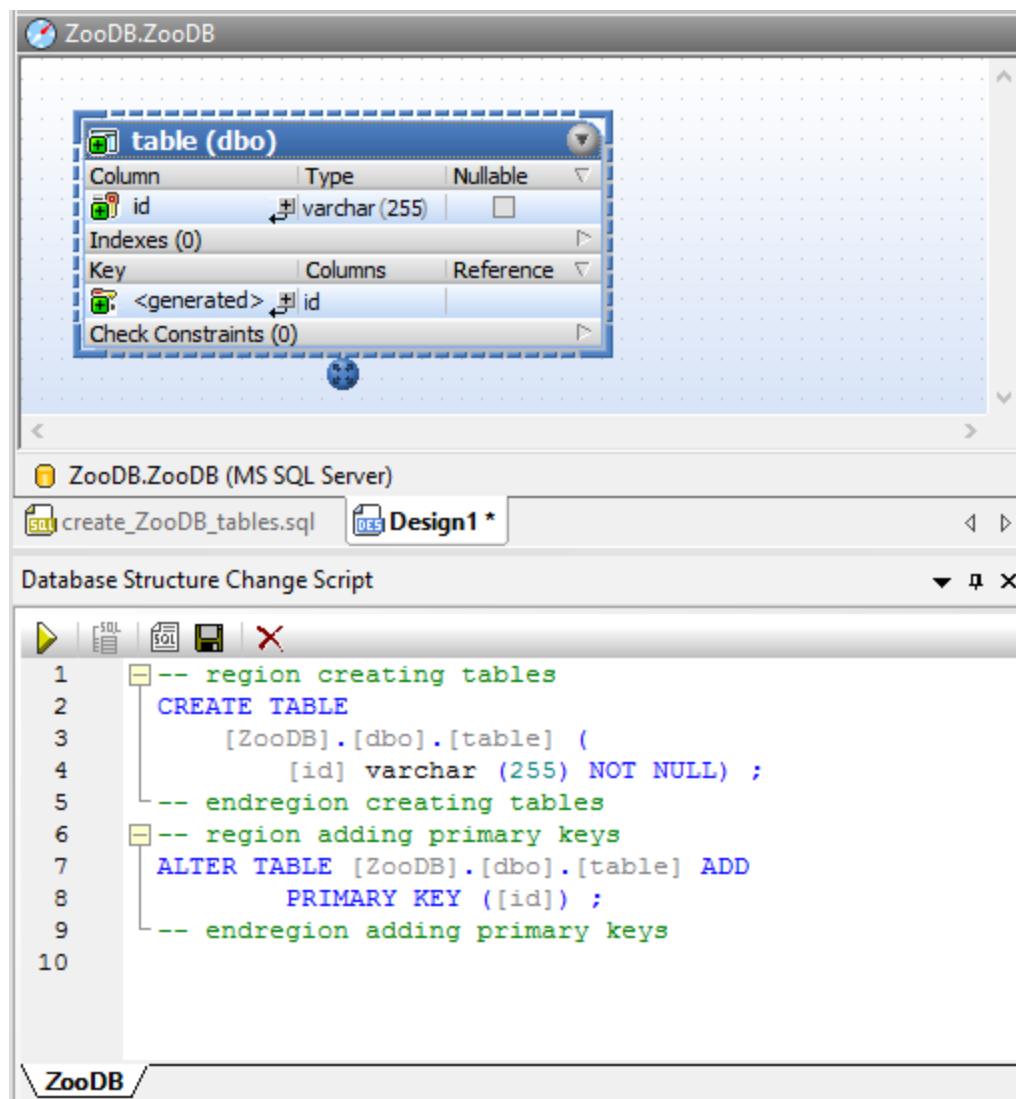 ZooDB.ZooDB
table (dbo)
Column Type Nullable
id varchar (255)
Indexes (0)
Key Columns Reference
<generated> id
Check Constraints (0)
ZooDB.ZooDB (MS SQL Server)
create_ZooDB_tables.sql Design1 *
Database Structure Change Script
1 -- region creating tables
2 CREATE TABLE
3 [ZooDB].[dbo].[table] (
4 [id] varchar (255) NOT NULL) ;
5 -- endregion creating tables
6 -- region adding primary keys
7 ALTER TABLE [ZooDB].[dbo].[table] ADD
8 PRIMARY KEY ([id]) ;
9 -- endregion adding primary keys
10
ZooDB